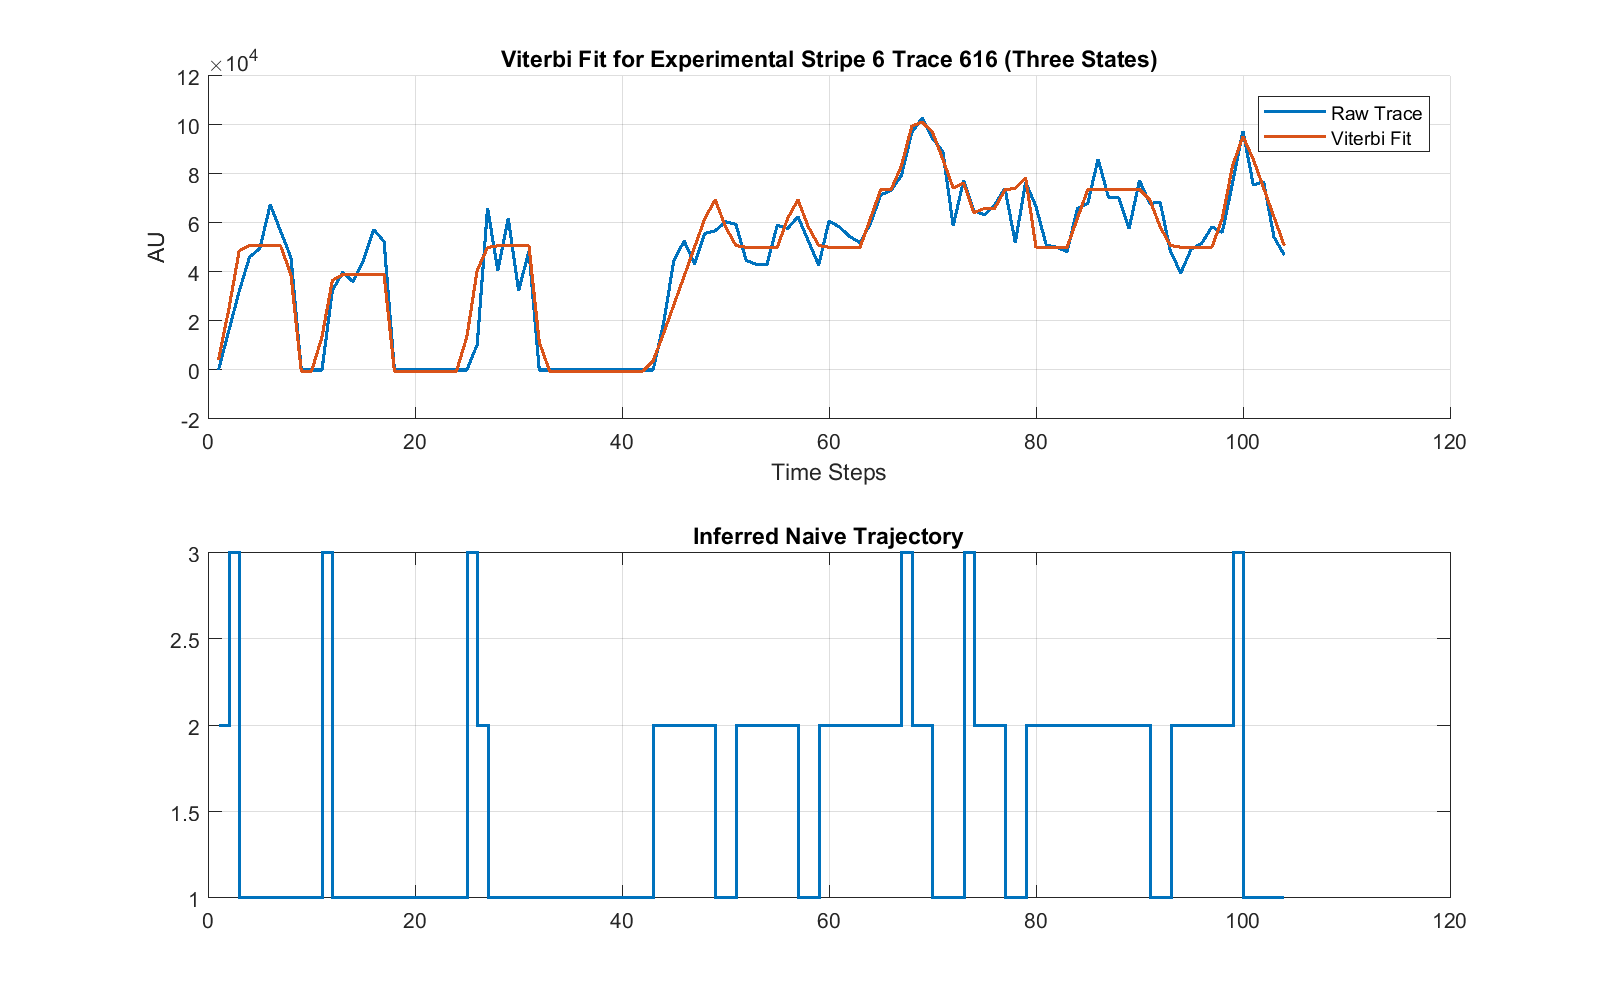 Viterbi Fit for Experimental Stripe 6 Trace 616 (Three States)
×10⁴
12
10
8
6
4
2
0
-2
AU
Raw Trace
Viterbi Fit
0 20 40 60 80 100 120
Time Steps
Inferred Naive Trajectory
3
2.5
2
1.5
1
0 20 40 60 80 100 120